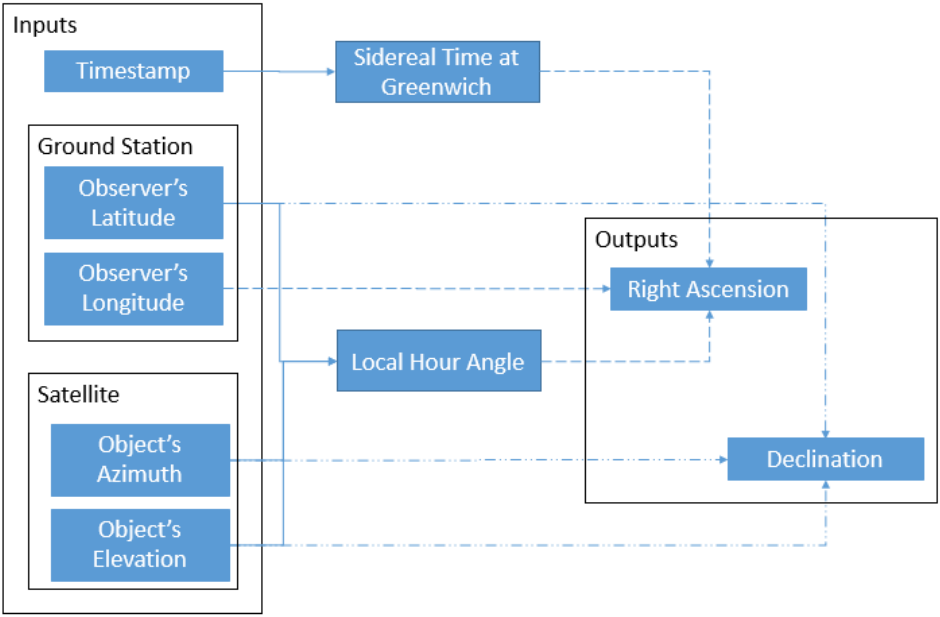 Inputs
Timestamp
Sidereal Time at
Greenwich
Ground Station
Observer's
Latitude
Observer's
Longitude
Outputs
Right Ascension
Local Hour Angle
Satellite
Object's
Azimuth
Object's
Elevation
Declination